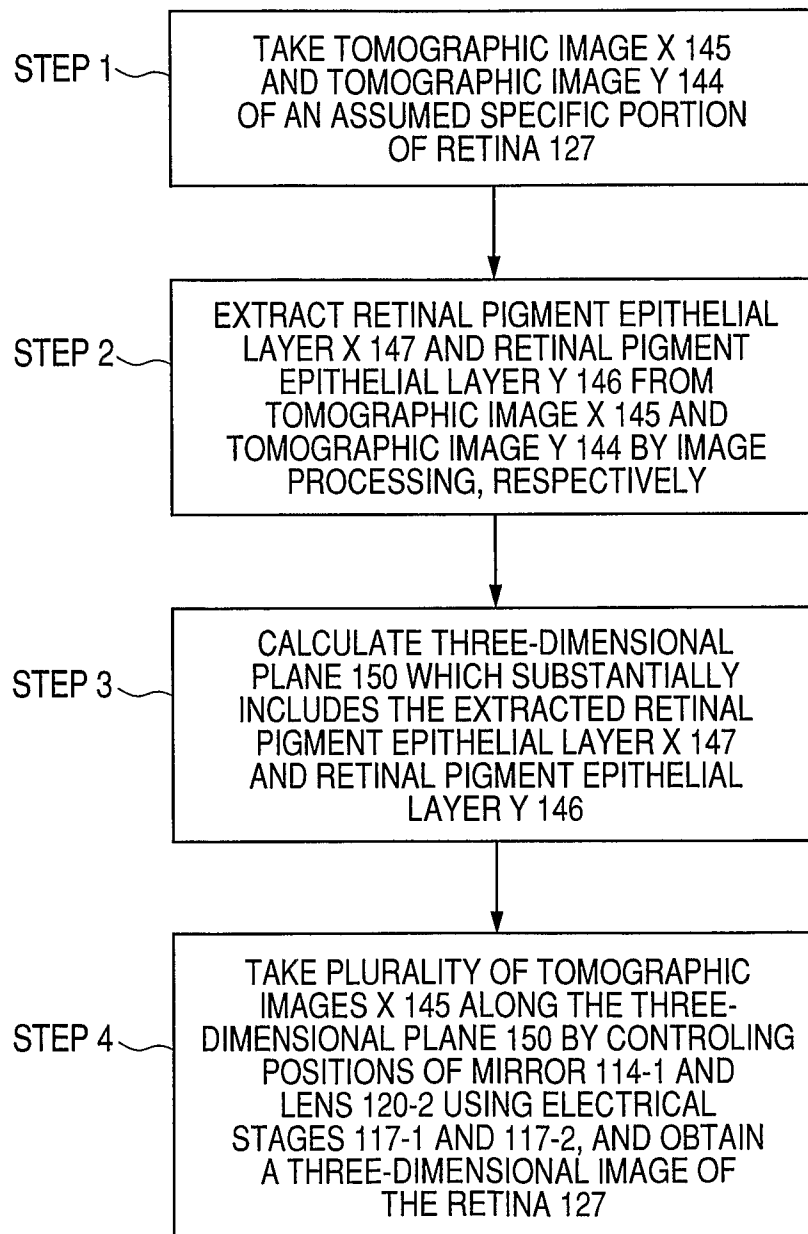 STEP 1
TAKE TOMOGRAPHIC IMAGE X 145
AND TOMOGRAPHIC IMAGE Y 144
OF AN ASSUMED SPECIFIC PORTION
OF RETINA 127
STEP 2
EXTRACT RETINAL PIGMENT EPITHELIAL
LAYER X 147 AND RETINAL PIGMENT
EPITHELIAL LAYER Y 146 FROM
TOMOGRAPHIC IMAGE X 145 AND
TOMOGRAPHIC IMAGE Y 144 BY IMAGE
PROCESSING, RESPECTIVELY
STEP 3
CALCULATE THREE-DIMENSIONAL
PLANE 150 WHICH SUBSTANTIALLY
INCLUDES THE EXTRACTED RETINAL
PIGMENT EPITHELIAL LAYER X 147
AND RETINAL PIGMENT EPITHELIAL
LAYER Y 146
STEP 4
TAKE PLURALITY OF TOMOGRAPHIC
IMAGES X 145 ALONG THE THREE-
DIMENSIONAL PLANE 150 BY CONTROLING
POSITIONS OF MIRROR 114-1 AND
LENS 120-2 USING ELECTRICAL
STAGES 117-1 AND 117-2, AND OBTAIN
A THREE-DIMENSIONAL IMAGE OF
THE RETINA 127